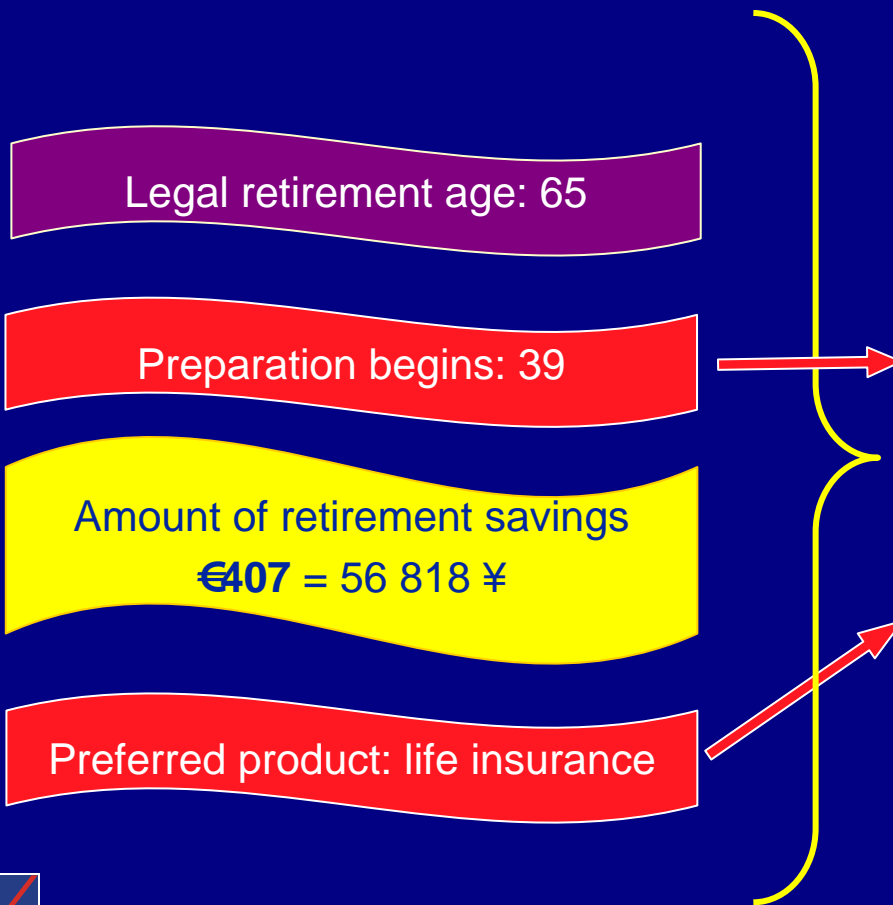 Legal retirement age: 65
Preparation begins: 39
Amount of retirement savings
€407 = 56 818 ¥
Preferred product: life insurance